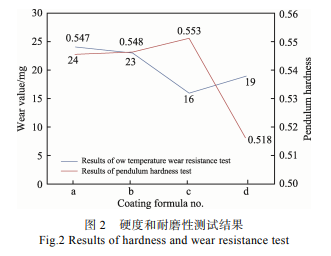 30
25
20
15
10
5
0
Wear value/mg
0.56
0.55
0.54
0.53
0.52
0.51
0.50
Pendulum hardness
0.547
0.548
0.553
24
23
16
19
0.518
Results of ow temperature wear resistance test
Results of pendulum hardness test
a b c d
Coating formula no.
图 2 硬度和耐磨性测试结果
Fig.2 Results of hardness and wear resistance test